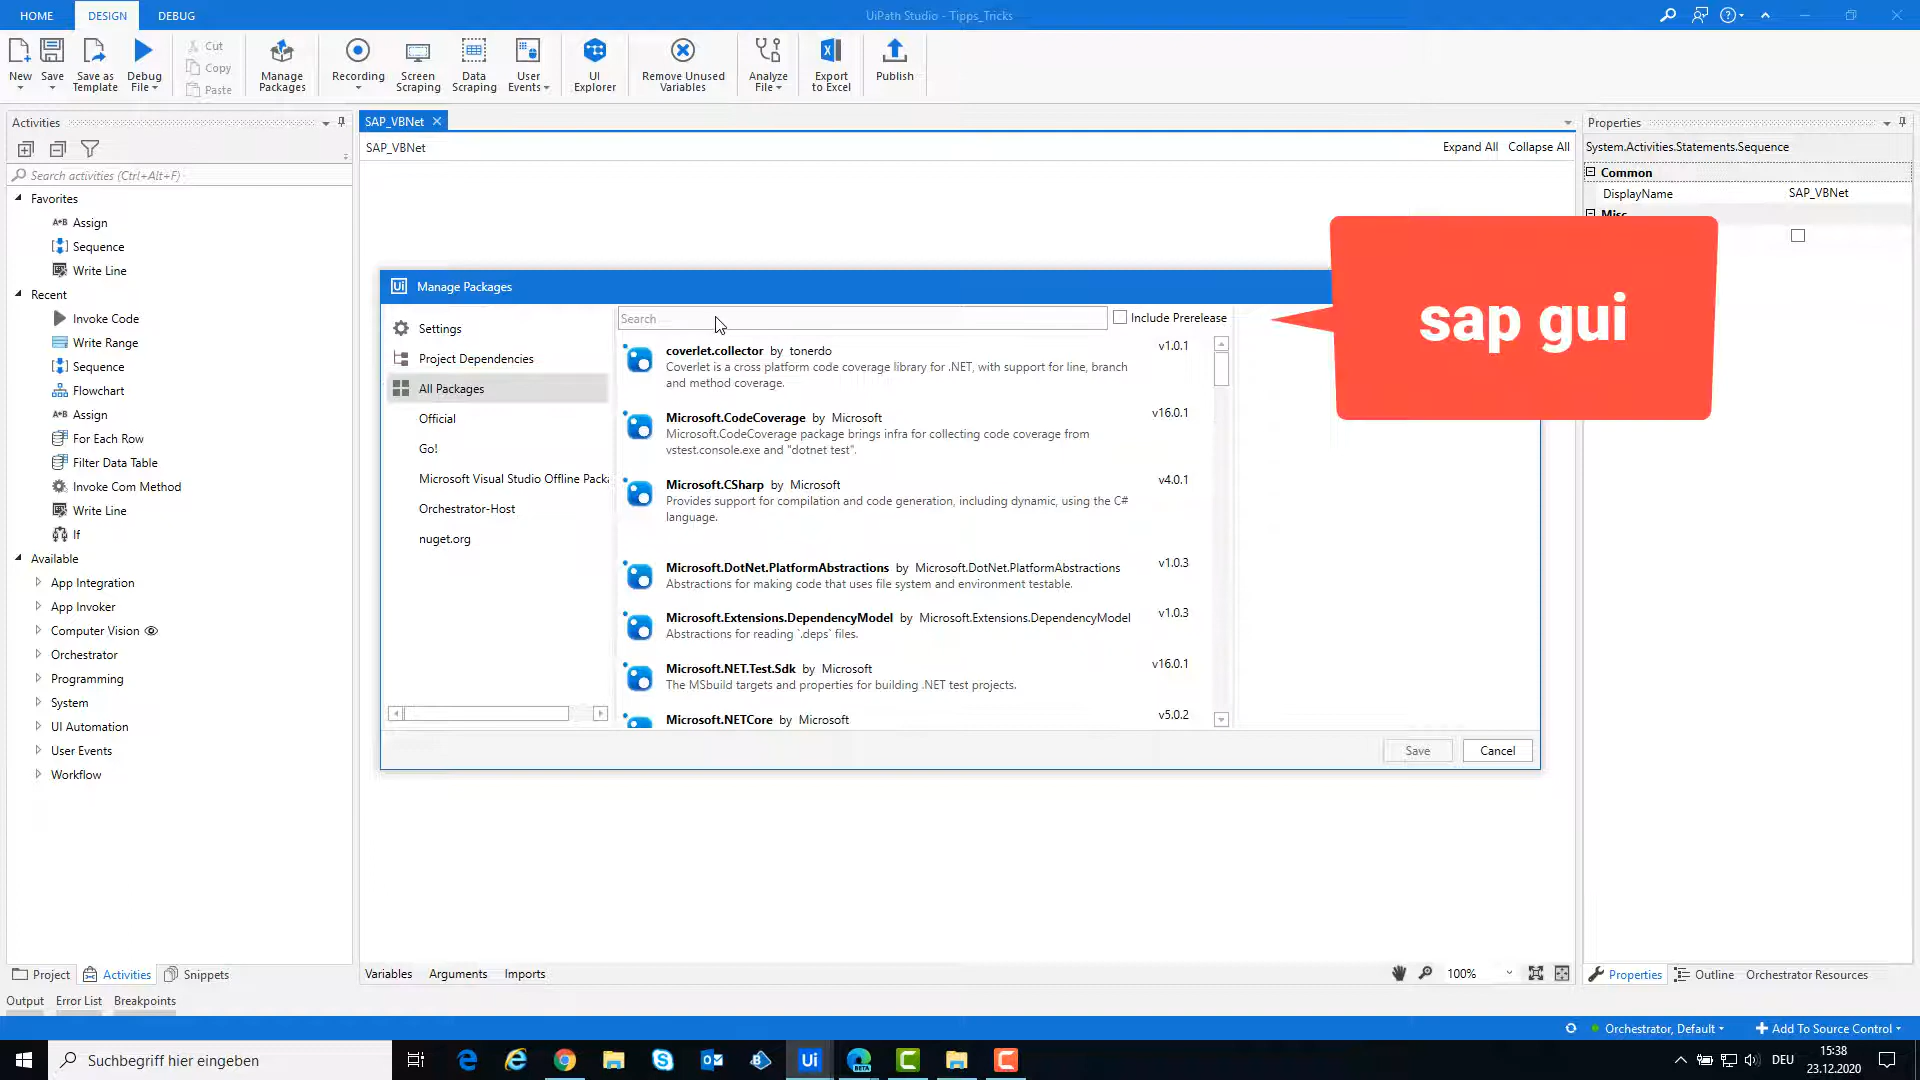 HOME DESIGN DEBUG
UiPath Studio - Tipps_Tricks
New Save Save as Template Debug File
Cut
Copy
Paste
Manage Packages
Recording Screen Scraping Data Scraping User Events
UI Explorer
Remove Unused Variables
Analyze File
Export to Excel
Publish
Activities
Search activities (Ctrl+Alt+F)
Favorites
A*B Assign
Sequence
Write Line
Recent
Invoke Code
Write Range
Sequence
Flowchart
A*B Assign
For Each Row
Filter Data Table
Invoke Com Method
Write Line
If
Available
App Integration
App Invoker
Computer Vision
Orchestrator
Programming
System
UI Automation
User Events
Workflow
Project Activities Snippets
SAP_VBNet
SAP_VBNet
Expand All Collapse All
Ui Manage Packages
Settings
Project Dependencies
All Packages
Official
Go!
Microsoft Visual Studio Offline Packa
Orchestrator-Host
nuget.org
Search
Include Prerelease
coverlet.collector by tonerdo v1.0.1
Coverlet is a cross platform code coverage library for .NET, with support for line, branch
and method coverage.
Microsoft.CodeCoverage by Microsoft v16.0.1
Microsoft.CodeCoverage package brings infra for collecting code coverage from
vstest.console.exe and "dotnet test".
Microsoft.CSharp by Microsoft v4.0.1
Provides support for compilation and code generation, including dynamic, using the C#
language.
Microsoft.DotNet.PlatformAbstractions by Microsoft.DotNet.PlatformAbstractions v1.0.3
Abstractions for making code that uses file system and environment testable.
Microsoft.Extensions.DependencyModel by Microsoft.Extensions.DependencyModel v1.0.3
Abstractions for reading `.deps` files.
Microsoft.NET.Test.Sdk by Microsoft v16.0.1
The MSbuild targets and properties for building .NET test projects.
Microsoft.NETCore by Microsoft v5.0.2
Save Cancel
sap gui
Properties
System.Activities.Statements.Sequence
Common
DisplayName SAP_VBNet
Misc
Variables Arguments Imports
100%
Properties Outline Orchestrator Resources
Output Error List Breakpoints
Orchestrator, Default
Add To Source Control
Suchbegriff hier eingeben
Ui
BETA
DEU
15:38
23.12.2020